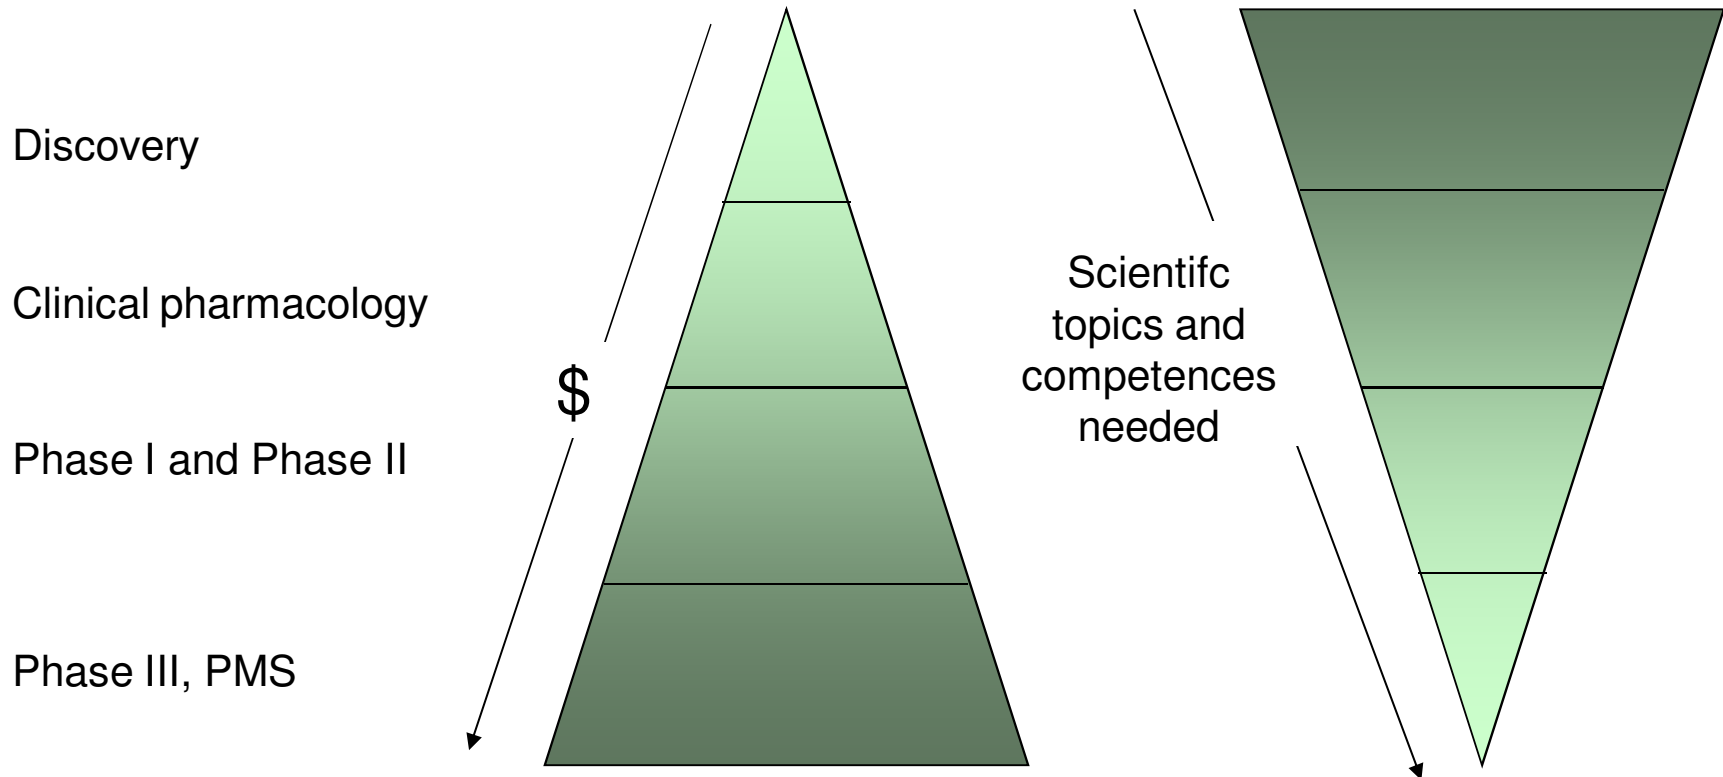 Discovery
Clinical pharmacology
Phase I and Phase II
Phase III, PMS
$
Scientifc
topics and
competences
needed